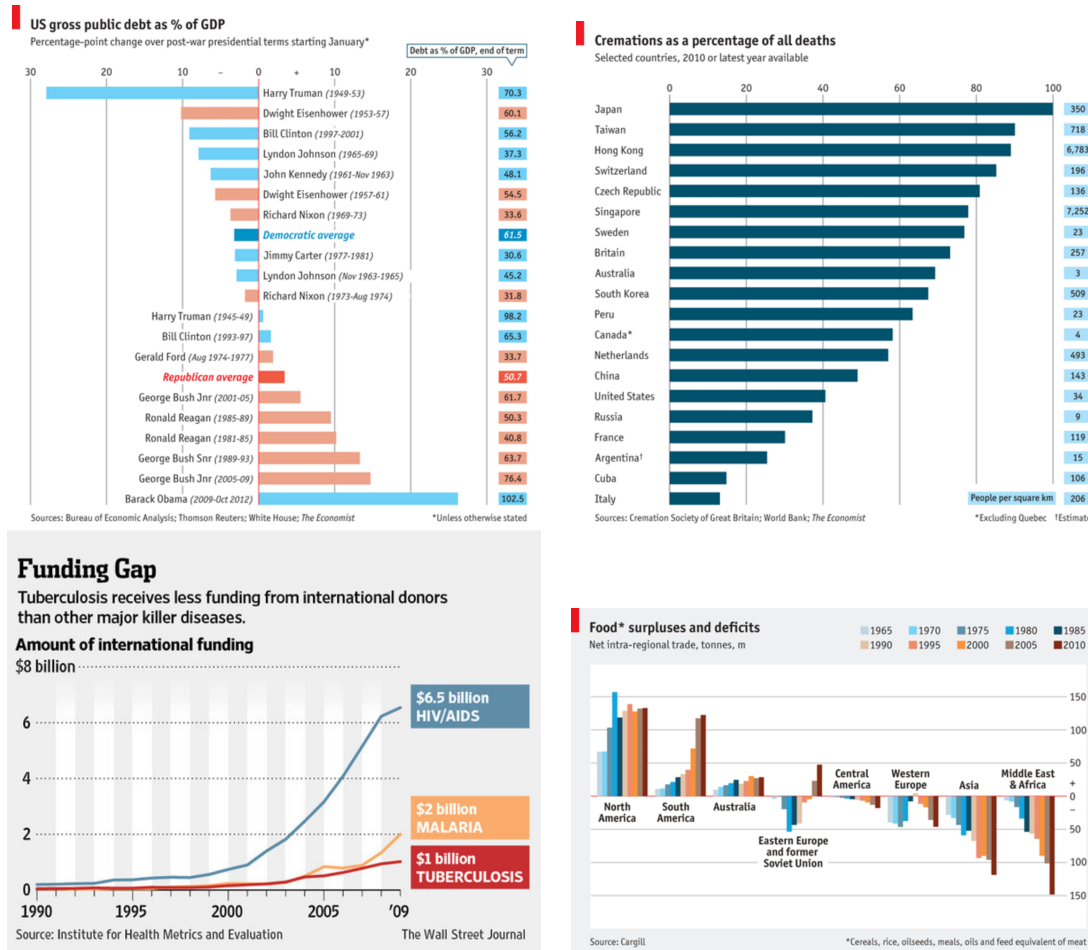 US gross public debt as % of GDP
Percentage-point change over post-war presidential terms starting January*
Debt as % of GDP, end of term
30 20 10 – 0 + 10 20 30
Harry Truman (1949-53) 70.3
Dwight Eisenhower (1953-57) 60.1
Bill Clinton (1997-2001) 56.2
Lyndon Johnson (1965-69) 37.3
John Kennedy (1961-Nov 1963) 48.1
Dwight Eisenhower (1957-61) 54.5
Richard Nixon (1969-73) 33.6
Democratic average 61.5
Jimmy Carter (1977-1981) 30.6
Lyndon Johnson (Nov 1963-1965) 45.2
Richard Nixon (1973-Aug 1974) 31.8
Harry Truman (1945-49) 98.2
Bill Clinton (1993-97) 65.3
Gerald Ford (Aug 1974-1977) 33.7
Republican average 50.7
George Bush Jnr (2001-05) 61.7
Ronald Reagan (1985-89) 50.3
Ronald Reagan (1981-85) 40.8
George Bush Snr (1989-93) 63.7
George Bush Jnr (2005-09) 76.4
Barack Obama (2009-Oct 2012) 102.5
Sources: Bureau of Economic Analysis; Thomson Reuters; White House; The Economist *Unless otherwise stated
Cremations as a percentage of all deaths
Selected countries, 2010 or latest year available
0 20 40 60 80 100
Japan 350
Taiwan 718
Hong Kong 6,783
Switzerland 196
Czech Republic 136
Singapore 7,252
Sweden 23
Britain 257
Australia 3
South Korea 509
Peru 23
Canada* 4
Netherlands 493
China 143
United States 34
Russia 9
France 119
Argentina† 15
Cuba 106
Italy People per square km 206
Sources: Cremation Society of Great Britain; World Bank; The Economist *Excluding Quebec †Estimate
Funding Gap
Tuberculosis receives less funding from international donors
than other major killer diseases.
Amount of international funding
$8 billion
6
4
2
0
$6.5 billion
HIV/AIDS
$2 billion
MALARIA
$1 billion
TUBERCULOSIS
1990 1995 2000 2005 '09
Source: Institute for Health Metrics and Evaluation The Wall Street Journal
Food* surpluses and deficits
Net intra-regional trade, tonnes, m
1965 1970 1975 1980 1985
1990 1995 2000 2005 2010
150
100
50
+
0
–
50
100
150
North
America
South
America
Australia
Eastern Europe
and former
Soviet Union
Central
America
Western
Europe
Asia
Middle East
& Africa
Source: Cargill *Cereals, rice, oilseeds, meals, oils and feed equivalent of meat